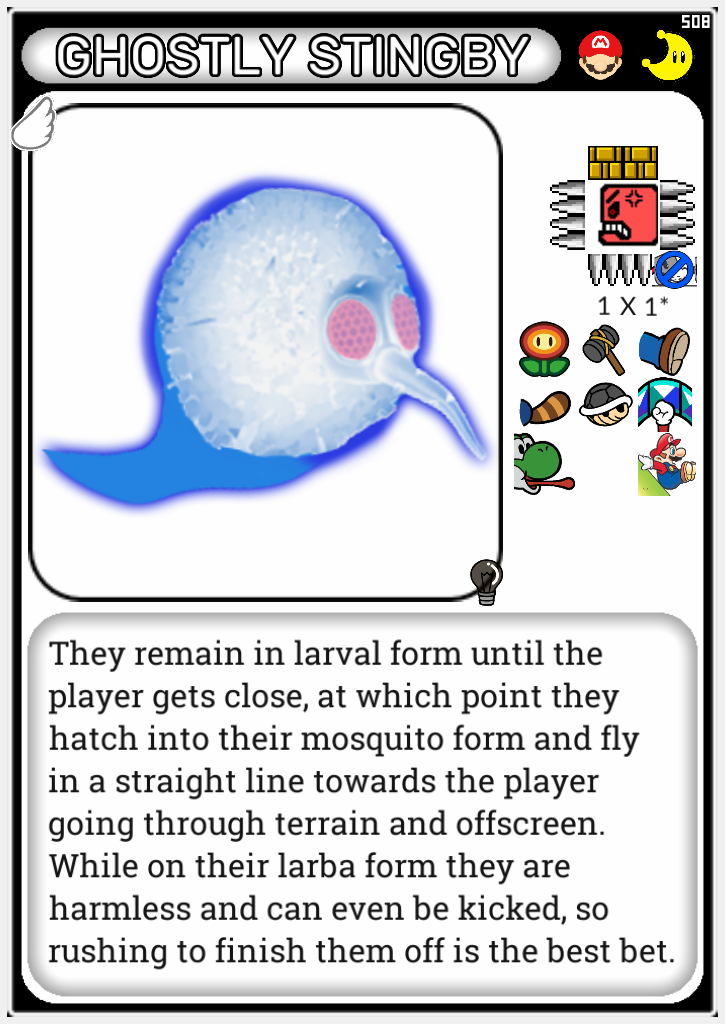 508
GHOSTLY STINGBY
M
1 X 1*
They remain in larval form until the
player gets close, at which point they
hatch into their mosquito form and fly
in a straight line towards the player
going through terrain and offscreen.
While on their larba form they are
harmless and can even be kicked, so
rushing to finish them off is the best bet.